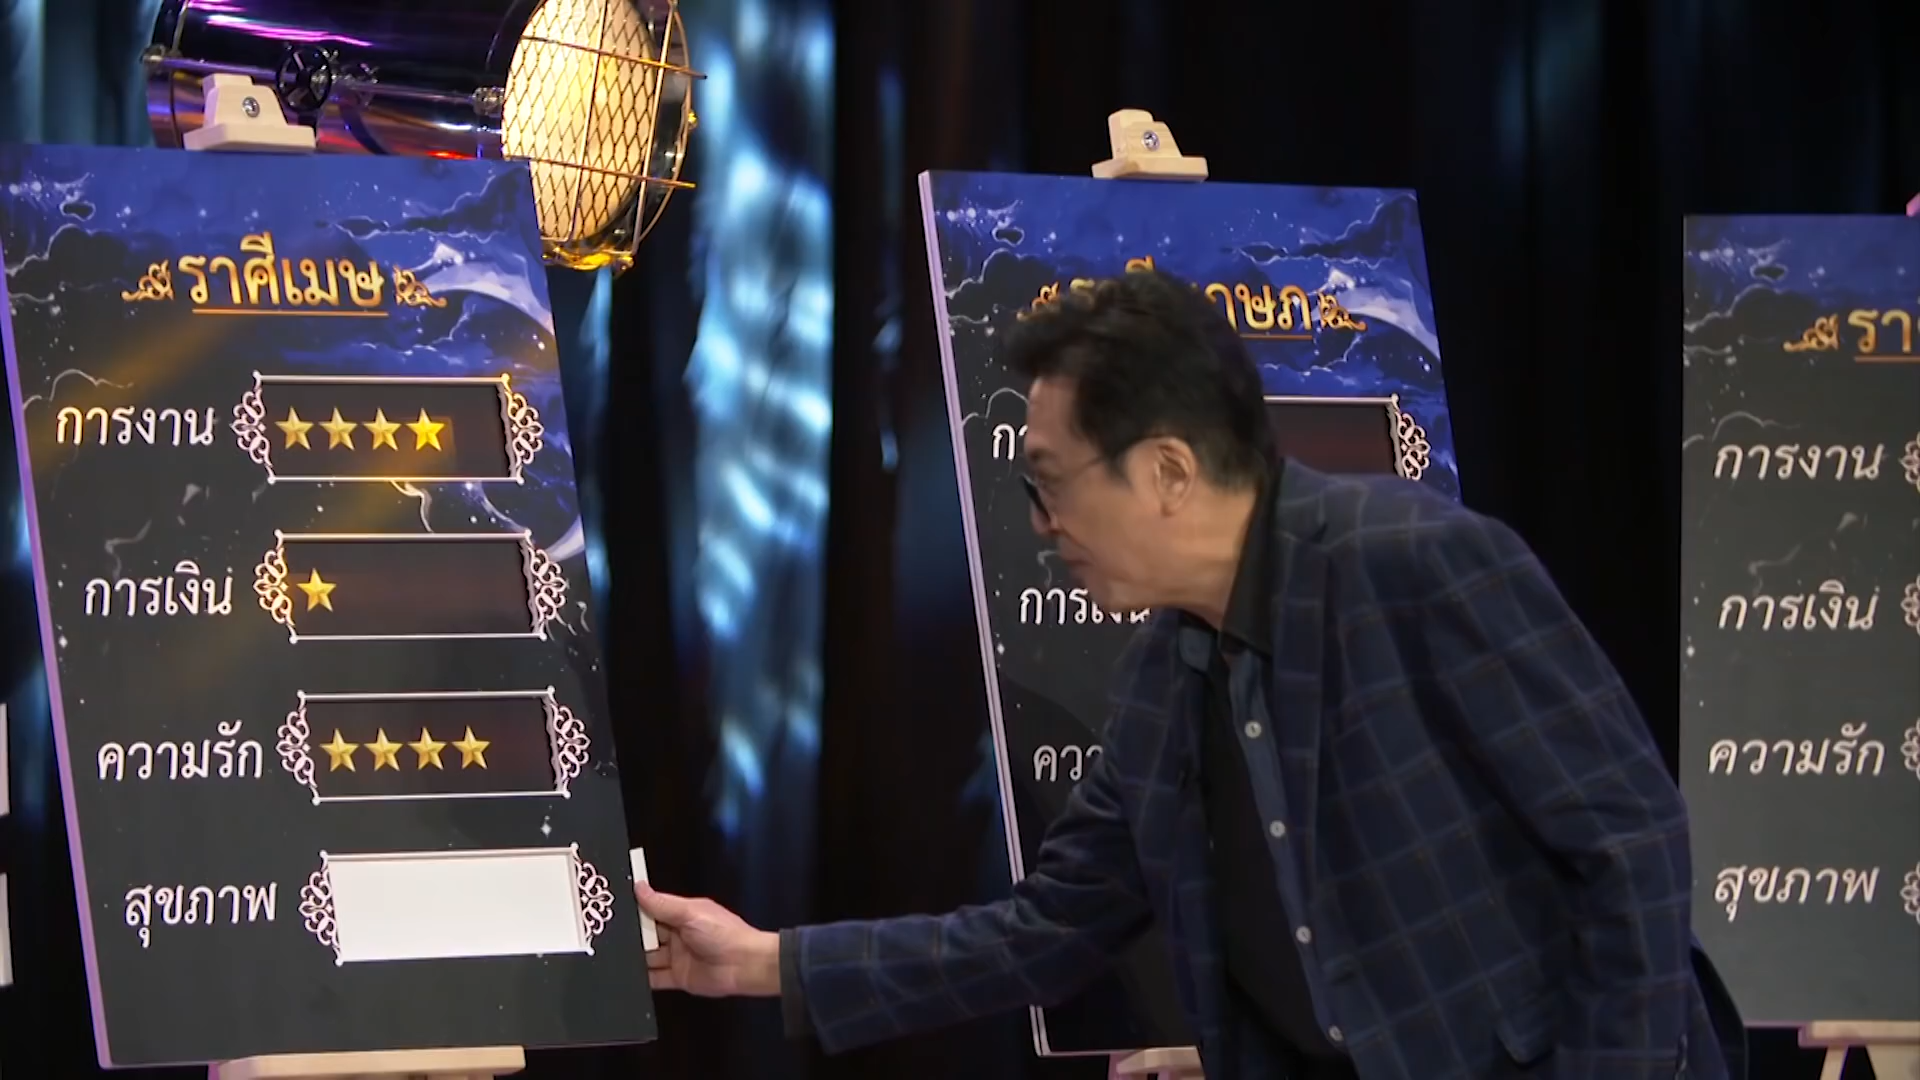 ราศีเมษ
การงาน
การเงิน
ความรัก
สุขภาพ
การงาน
การเงิน
ความรัก
สุขภาพ